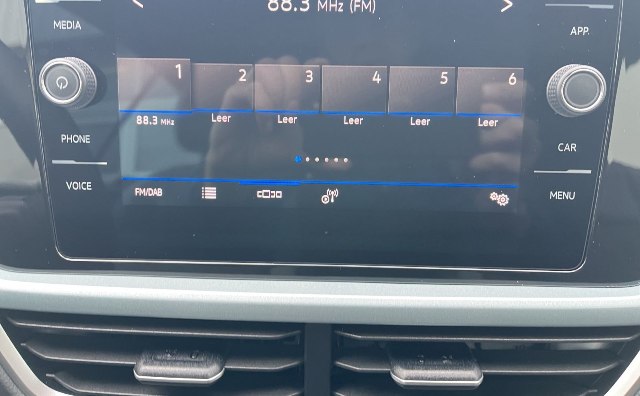 MEDIA
< 88.3 MHz (FM) >
APP.
1 2 3 4 5 6
88.3 MHz Leer Leer Leer Leer Leer
PHONE
CAR
VOICE
MENU
FM/DAB